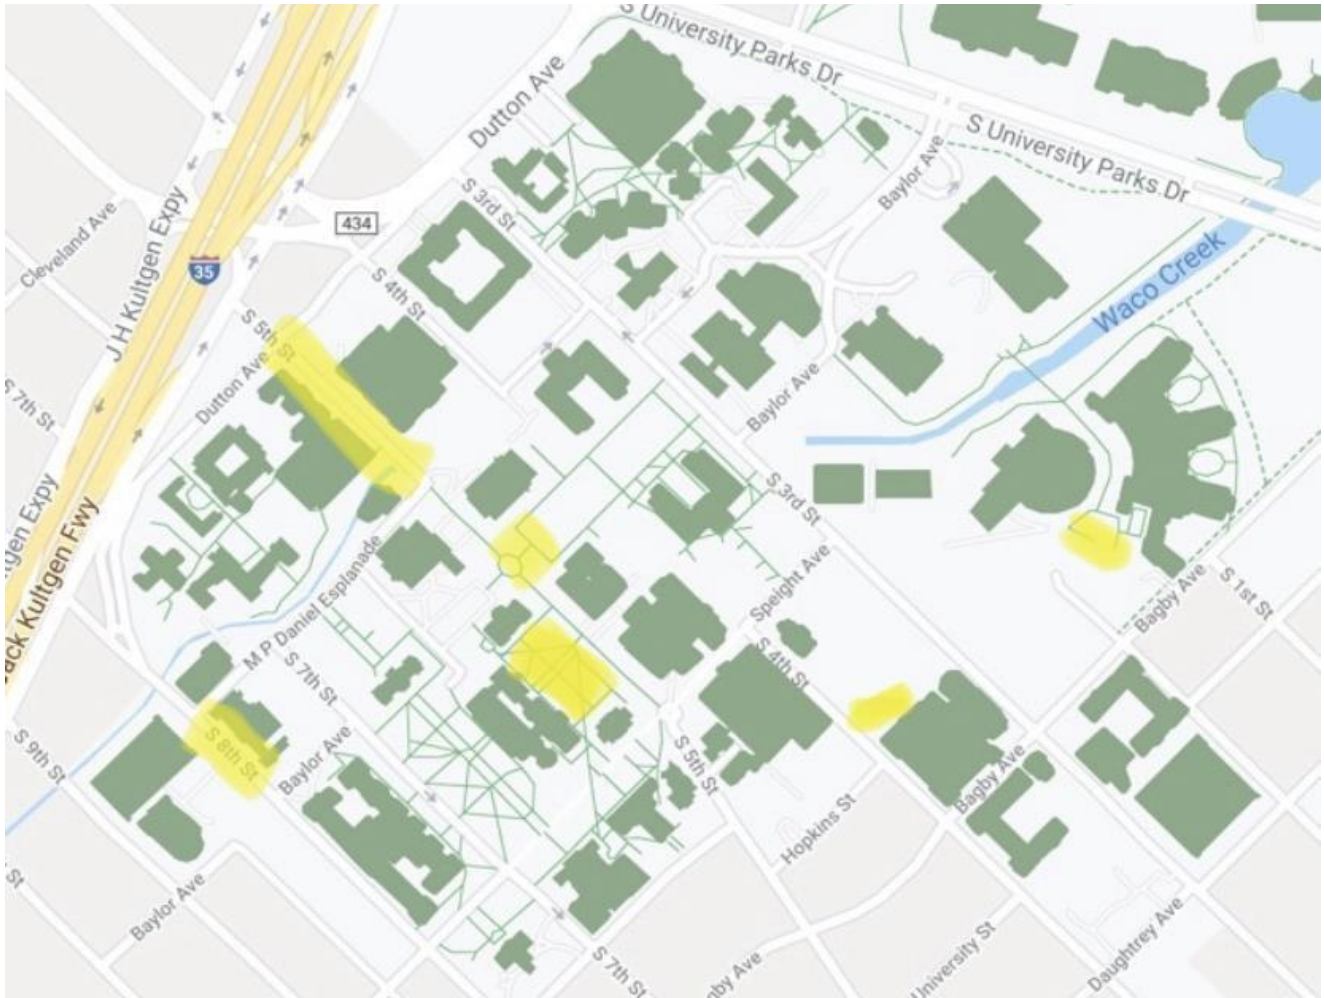 S University Parks Dr
S University Parks Dr
Dutton Ave
Baylor Ave
S 3rd St
434
Cleveland Ave
J H Kultgen Expy
35
S 4th St
Waco Creek
S 5th St
Dutton Ave
S 7th St
Baylor Ave
S 3rd St
Expy
Jack Kultgen Fwy
M P Daniel Esplanade
Speight Ave
Bagby Ave
S 1st St
S 4th St
S 7th St
S 9th St
S 8th St
Baylor Ave
S 5th St
Bagby Ave
Hopkins St
St
Baylor Ave
S 7th St
Ave
University St
Daughtrey Ave